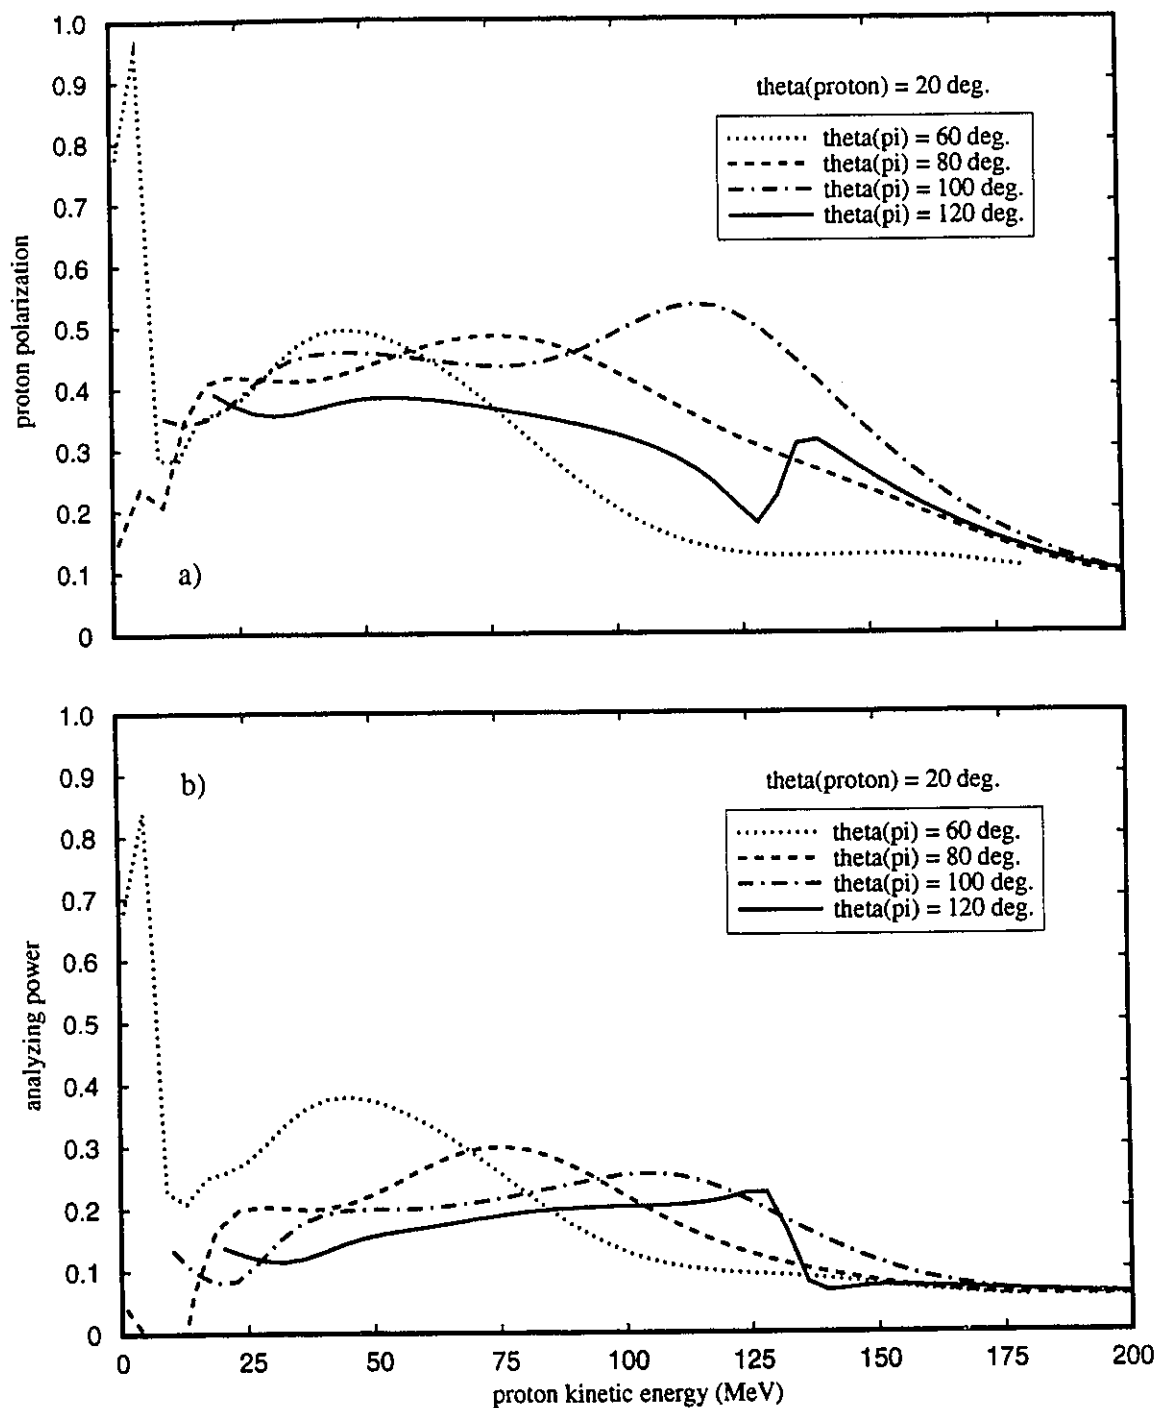 1.0
0.9
0.8
0.7
0.6
0.5
0.4
0.3
0.2
0.1
0
proton polarization
theta(proton) = 20 deg.
theta(pi) = 60 deg.
theta(pi) = 80 deg.
theta(pi) = 100 deg.
theta(pi) = 120 deg.
a)
1.0
0.9
0.8
0.7
0.6
0.5
0.4
0.3
0.2
0.1
0
analyzing power
b)
theta(proton) = 20 deg.
theta(pi) = 60 deg.
theta(pi) = 80 deg.
theta(pi) = 100 deg.
theta(pi) = 120 deg.
0 25 50 75 100 125 150 175 200
proton kinetic energy (MeV)